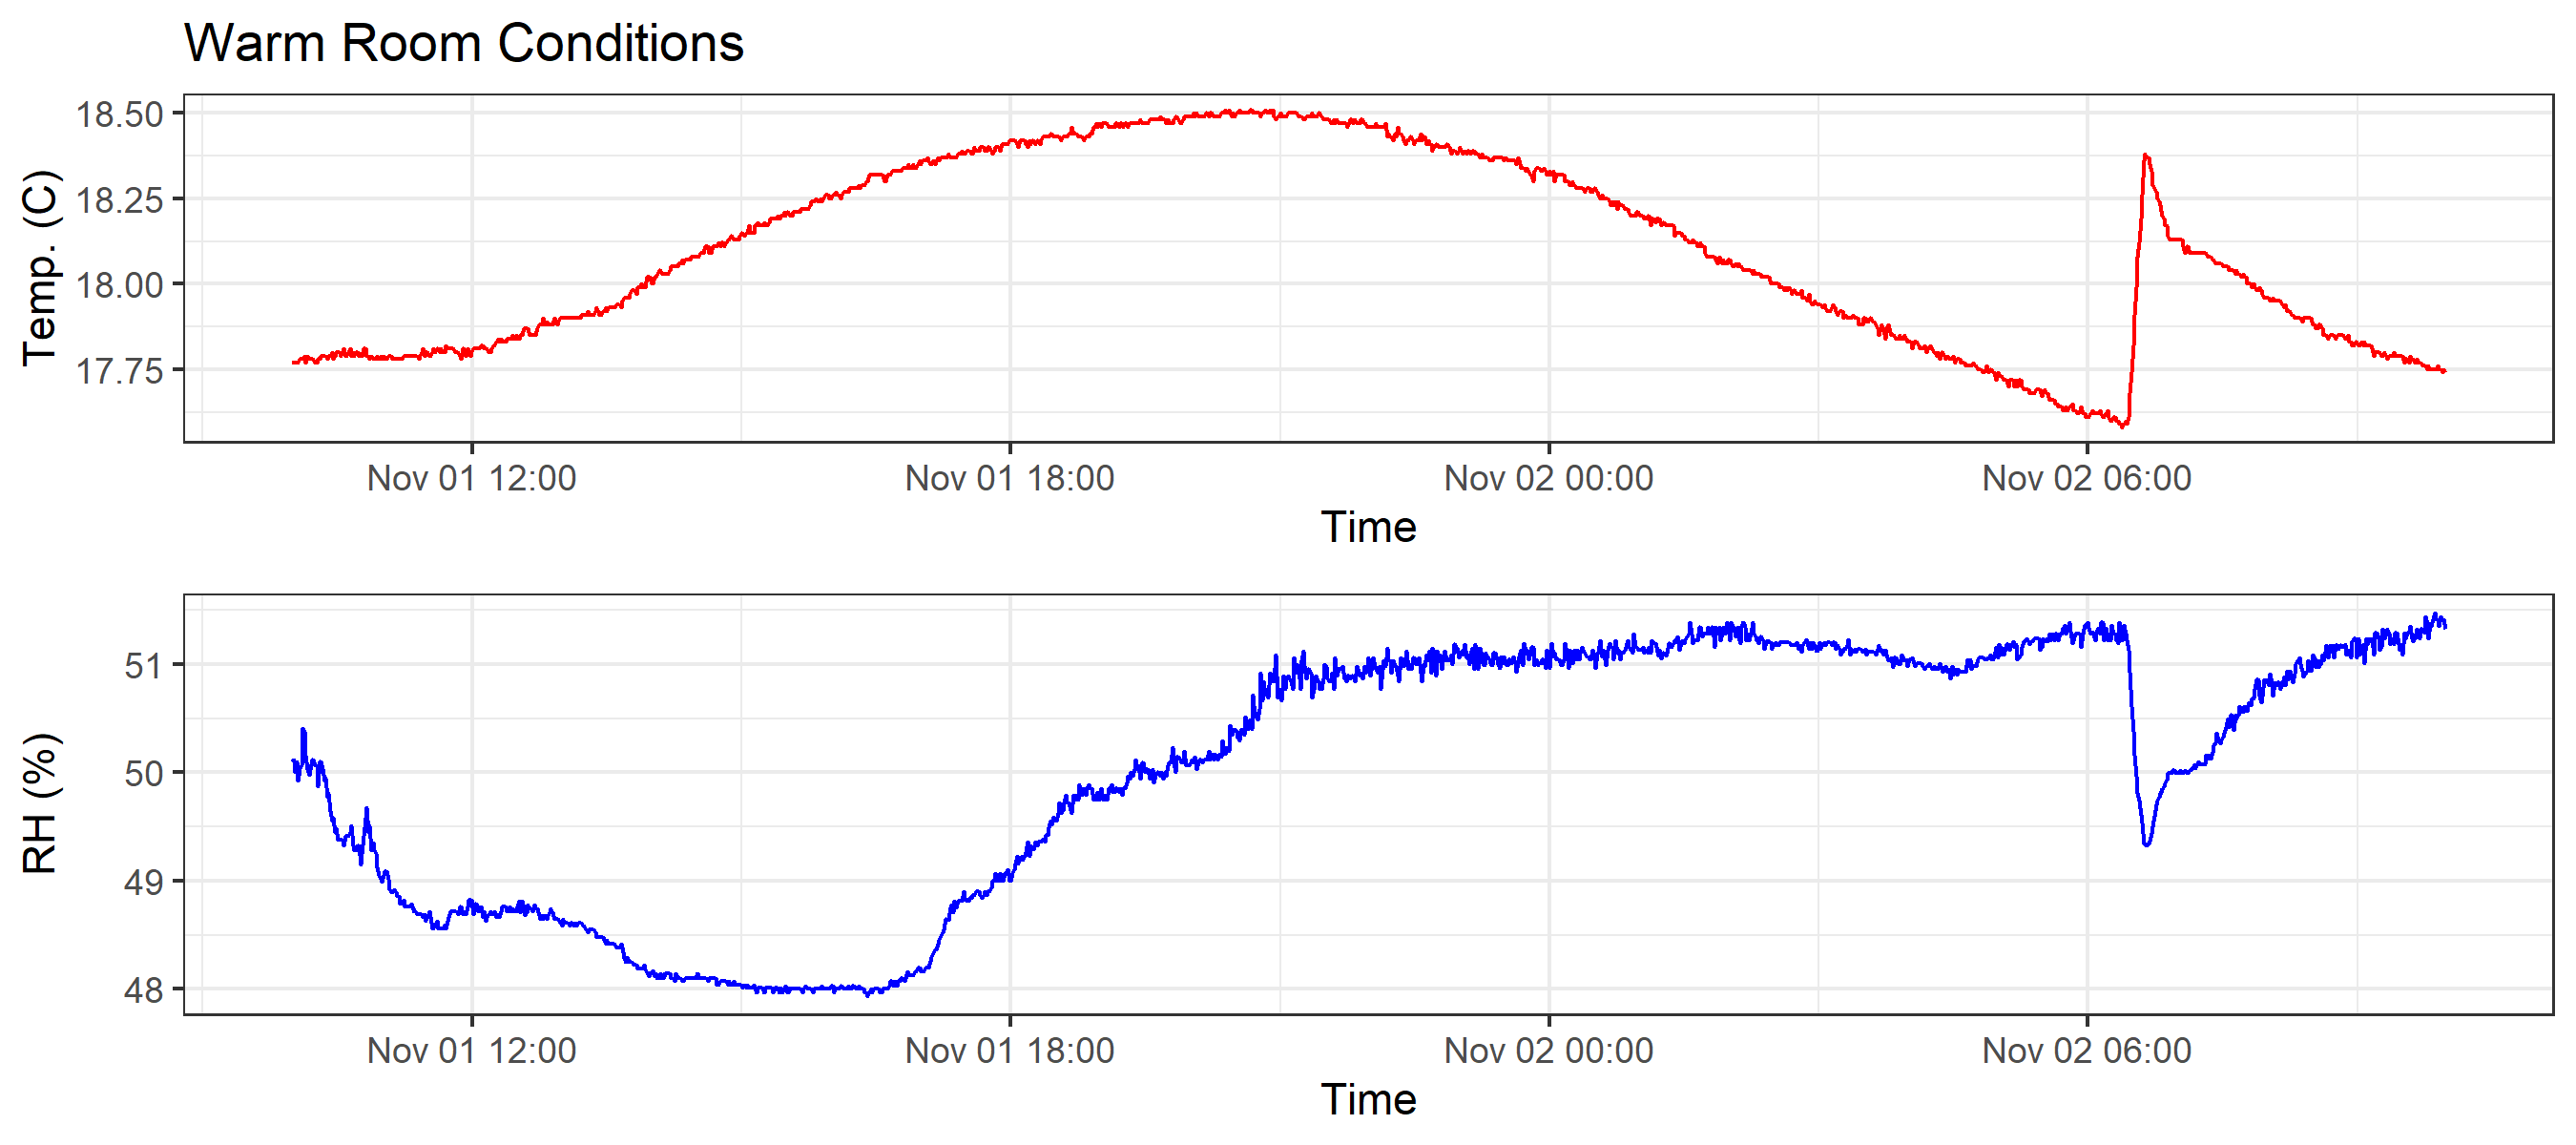 Warm Room Conditions
Temp. (C)
18.50
18.25
18.00
17.75
Nov 01 12:00 Nov 01 18:00 Nov 02 00:00 Nov 02 06:00
Time
RH (%)
51
50
49
48
Nov 01 12:00 Nov 01 18:00 Nov 02 00:00 Nov 02 06:00
Time